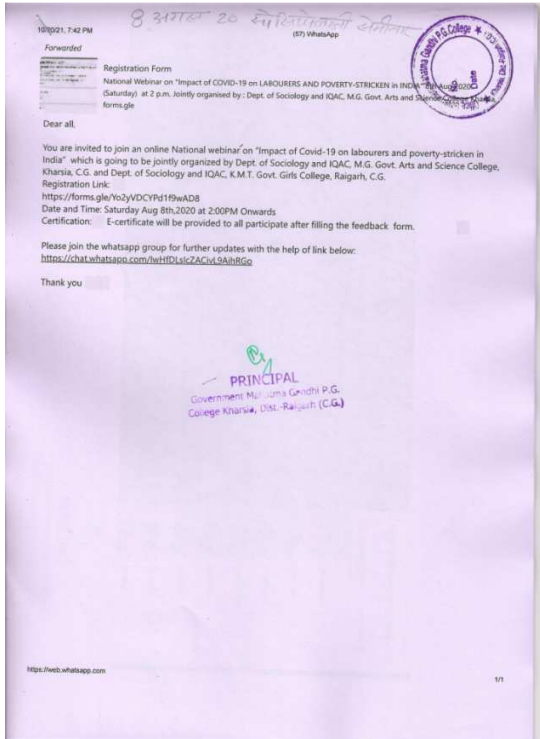 10/20/21, 7:42 PM
8 अगस्त 20
(57) WhatsApp
Forwarded
Registration Form
National Webinar on "Impact of COVID-19 on LABOURERS AND POVERTY-STRICKEN in INDIA" 8th Aug 2020
(Saturday) at 2 p.m. Jointly organised by : Dept. of Sociology and IQAC, M.G. Govt. Arts and Science College Kharsia,
forms.gle
Dear all,
You are invited to join an online National webinar on "Impact of Covid-19 on labourers and poverty-stricken in
India" which is going to be jointly organized by Dept. of Sociology and IQAC, M.G. Govt. Arts and Science College,
Kharsia, C.G. and Dept. of Sociology and IQAC, K.M.T. Govt. Girls College, Raigarh, C.G.
Registration Link:
https://forms.gle/Yo2yVDCYPd1f9wAD8
Date and Time: Saturday Aug 8th,2020 at 2:00PM Onwards
Certification: E-certificate will be provided to all participate after filling the feedback form.
Please join the whatsapp group for further updates with the help of link below:
https://chat.whatsapp.com/IwHfDLslcZACivL9AihRGo
Thank you
PRINCIPAL
Government Mahatma Gandhi P.G.
College Kharsia, Dist.-Raigarh (C.G.)
https://web.whatsapp.com
1/1